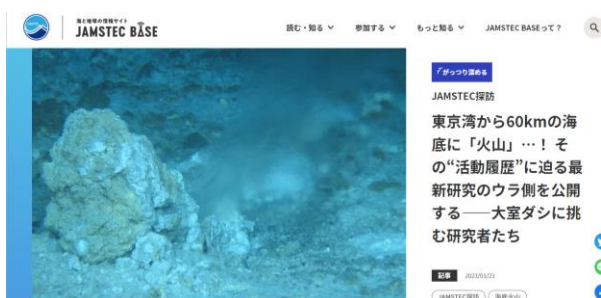 海と地球の情報サイト
JAMSTEC BASE
読む・知る
参加する
もっと知る
JAMSTEC BASEって？
がっつり深める
JAMSTEC探訪
東京湾から60kmの海
底に「火山」…！ そ
の“活動履歴”に迫る最
新研究のウラ側を公開
する——大室ダシに挑
む研究者たち
記事
2023/03/23
JAMSTEC探訪
海底火山